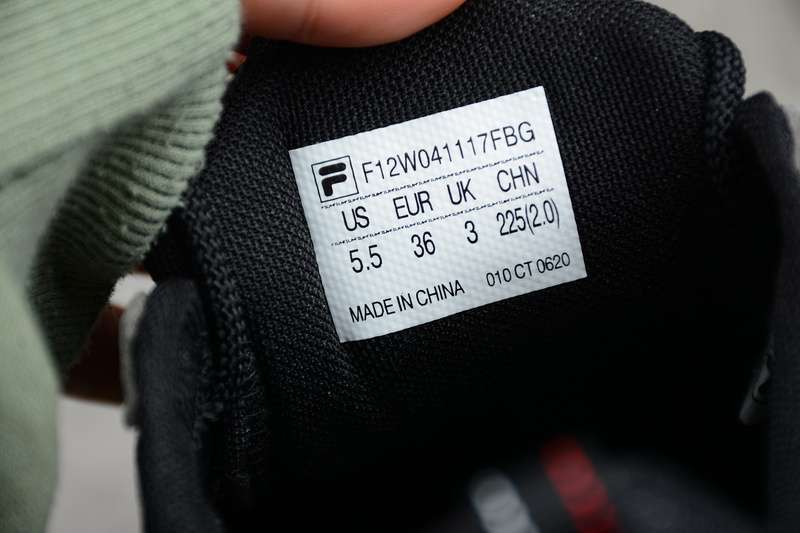 F12W041117FBG
US EUR UK CHN
5.5 36 3 225(2.0)
MADE IN CHINA 010 CT 0620